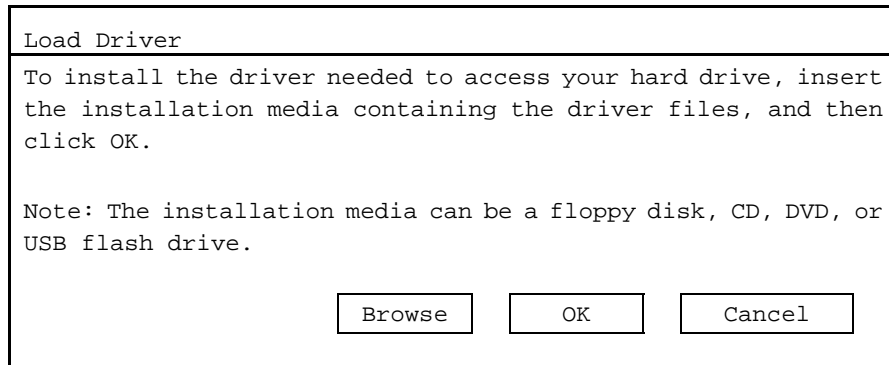 Load Driver
To install the driver needed to access your hard drive, insert
the installation media containing the driver files, and then
click OK.
Note: The installation media can be a floppy disk, CD, DVD, or
USB flash drive.
Browse OK Cancel